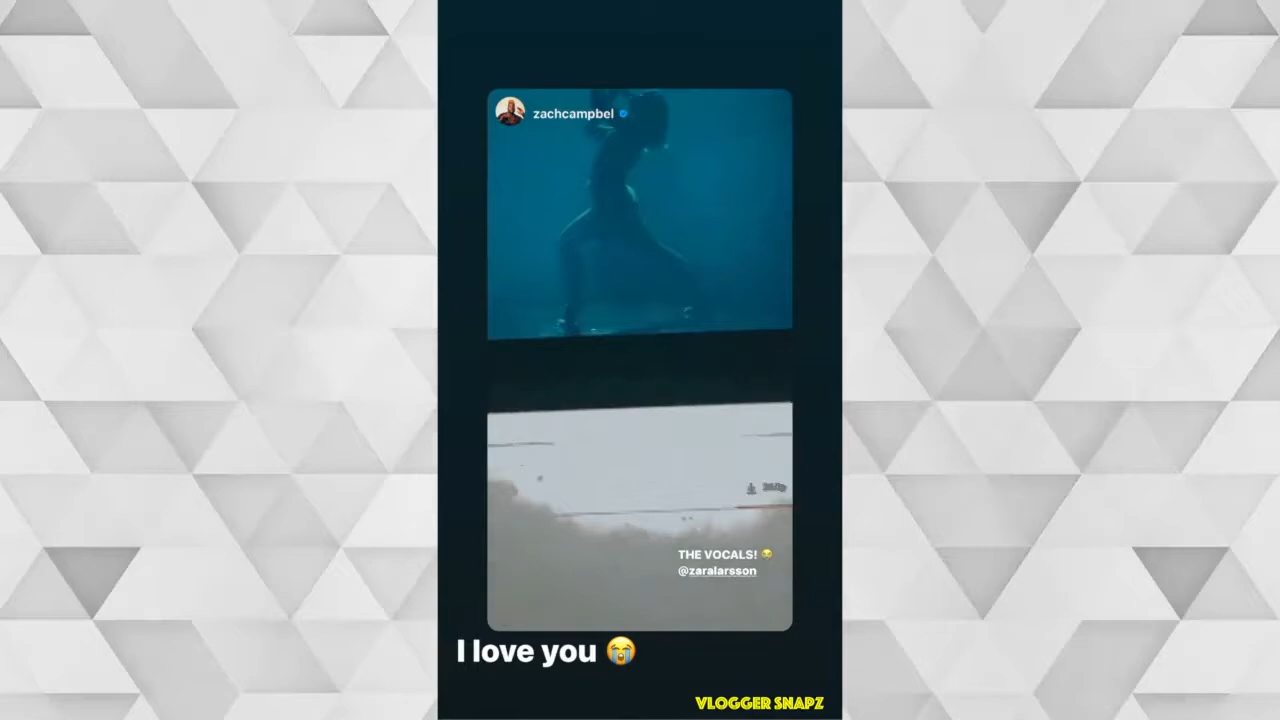 zachcampbel
THE VOCALS! 😭
@zaralarsson
I love you 😭
VLOGGER SNAPZ